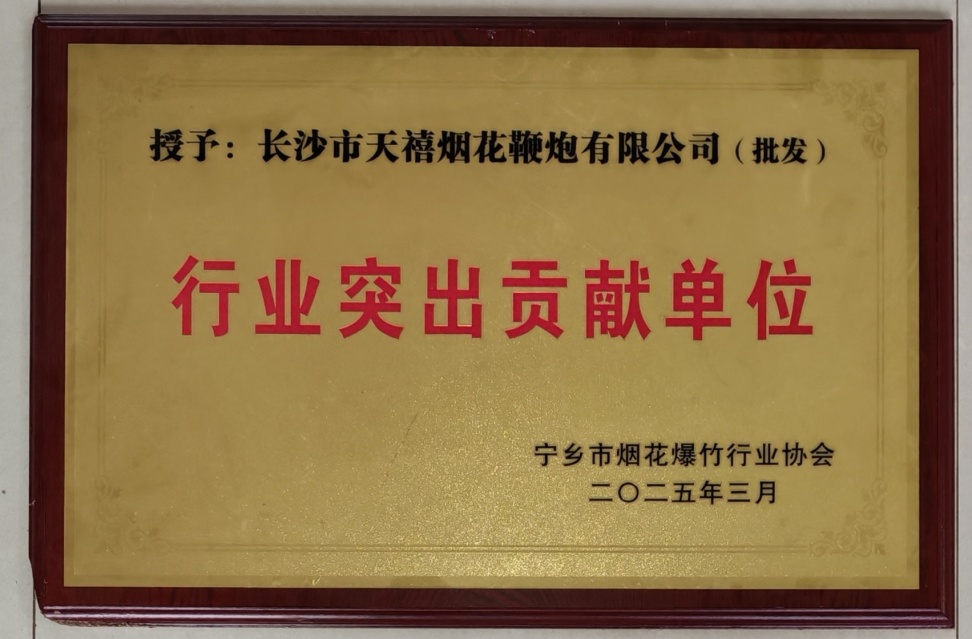 授予：长沙市天禧烟花鞭炮有限公司（批发）
行业突出贡献单位
宁乡市烟花爆竹行业协会
二〇二五年三月